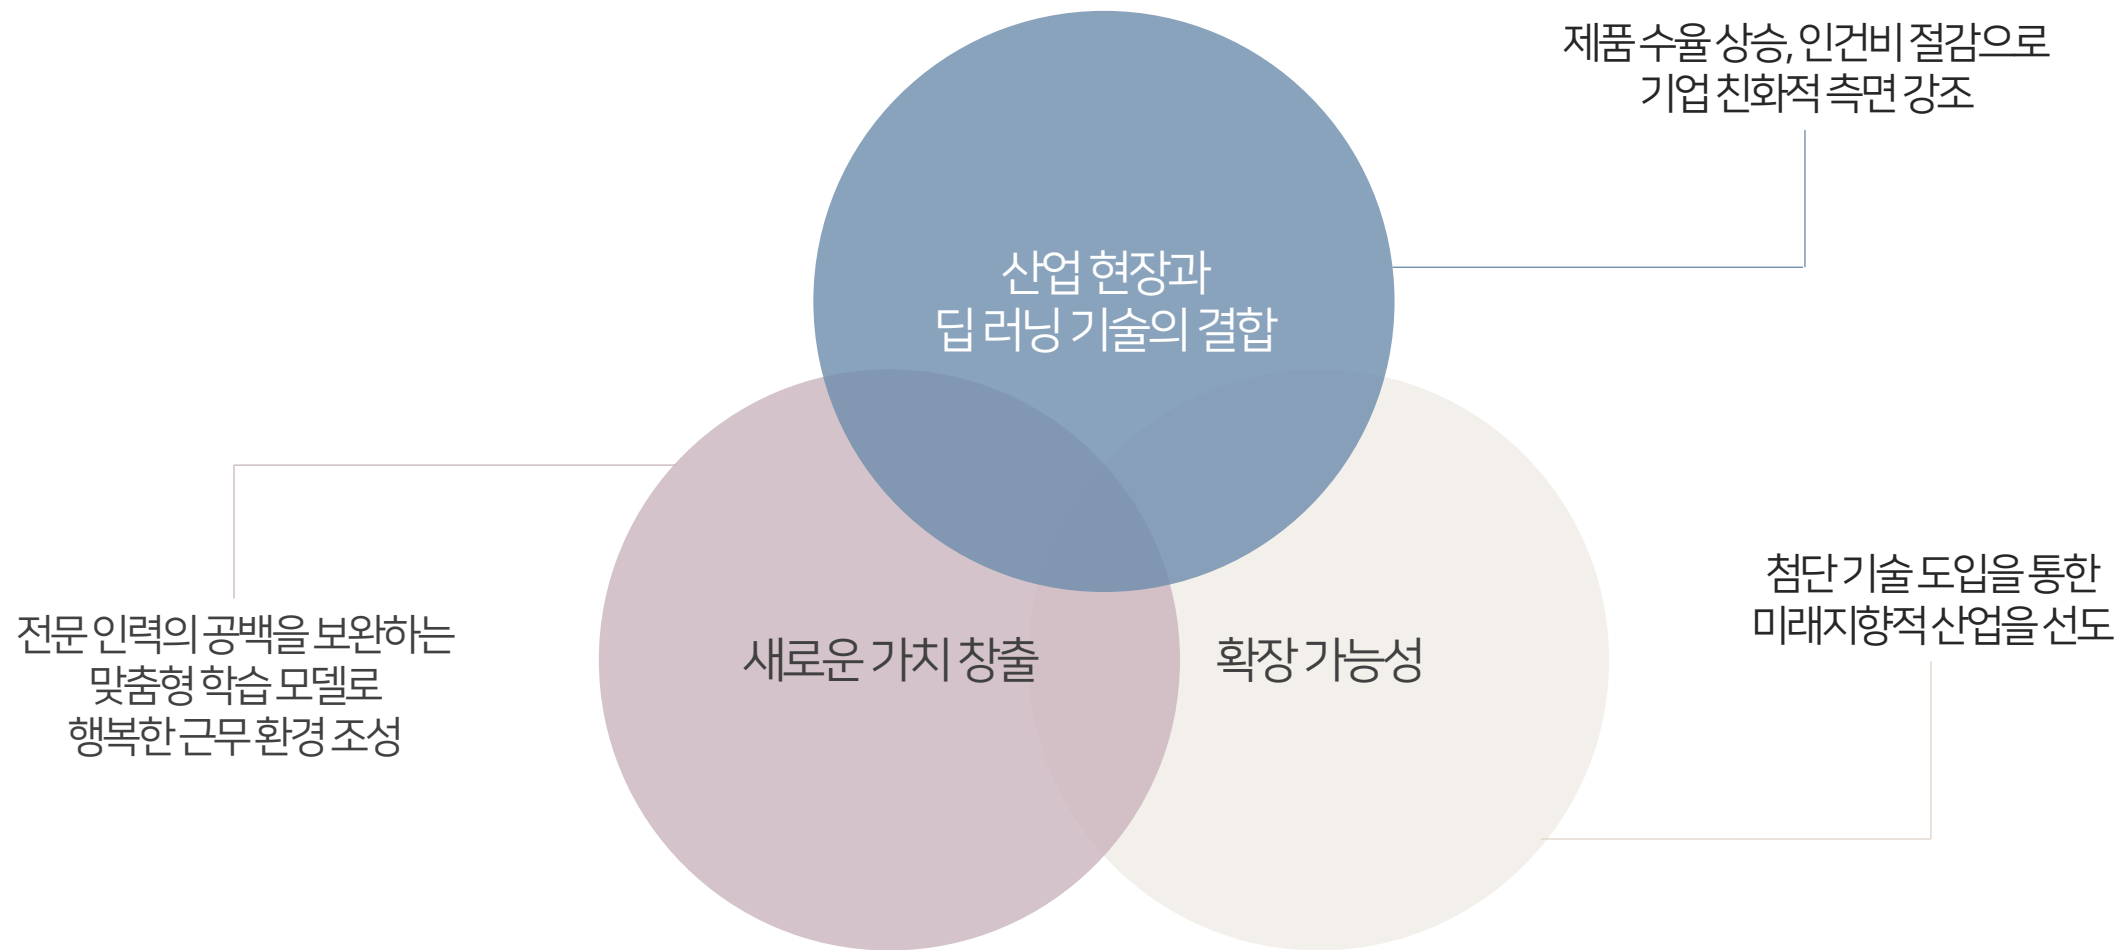 제품 수율 상승, 인건비 절감으로
기업 친화적 측면 강조
산업 현장과
딥 러닝 기술의 결합
전문 인력의 공백을 보완하는
맞춤형 학습 모델로
행복한 근무 환경 조성
새로운 가치 창출
확장 가능성
첨단 기술 도입을 통한
미래지향적 산업을 선도